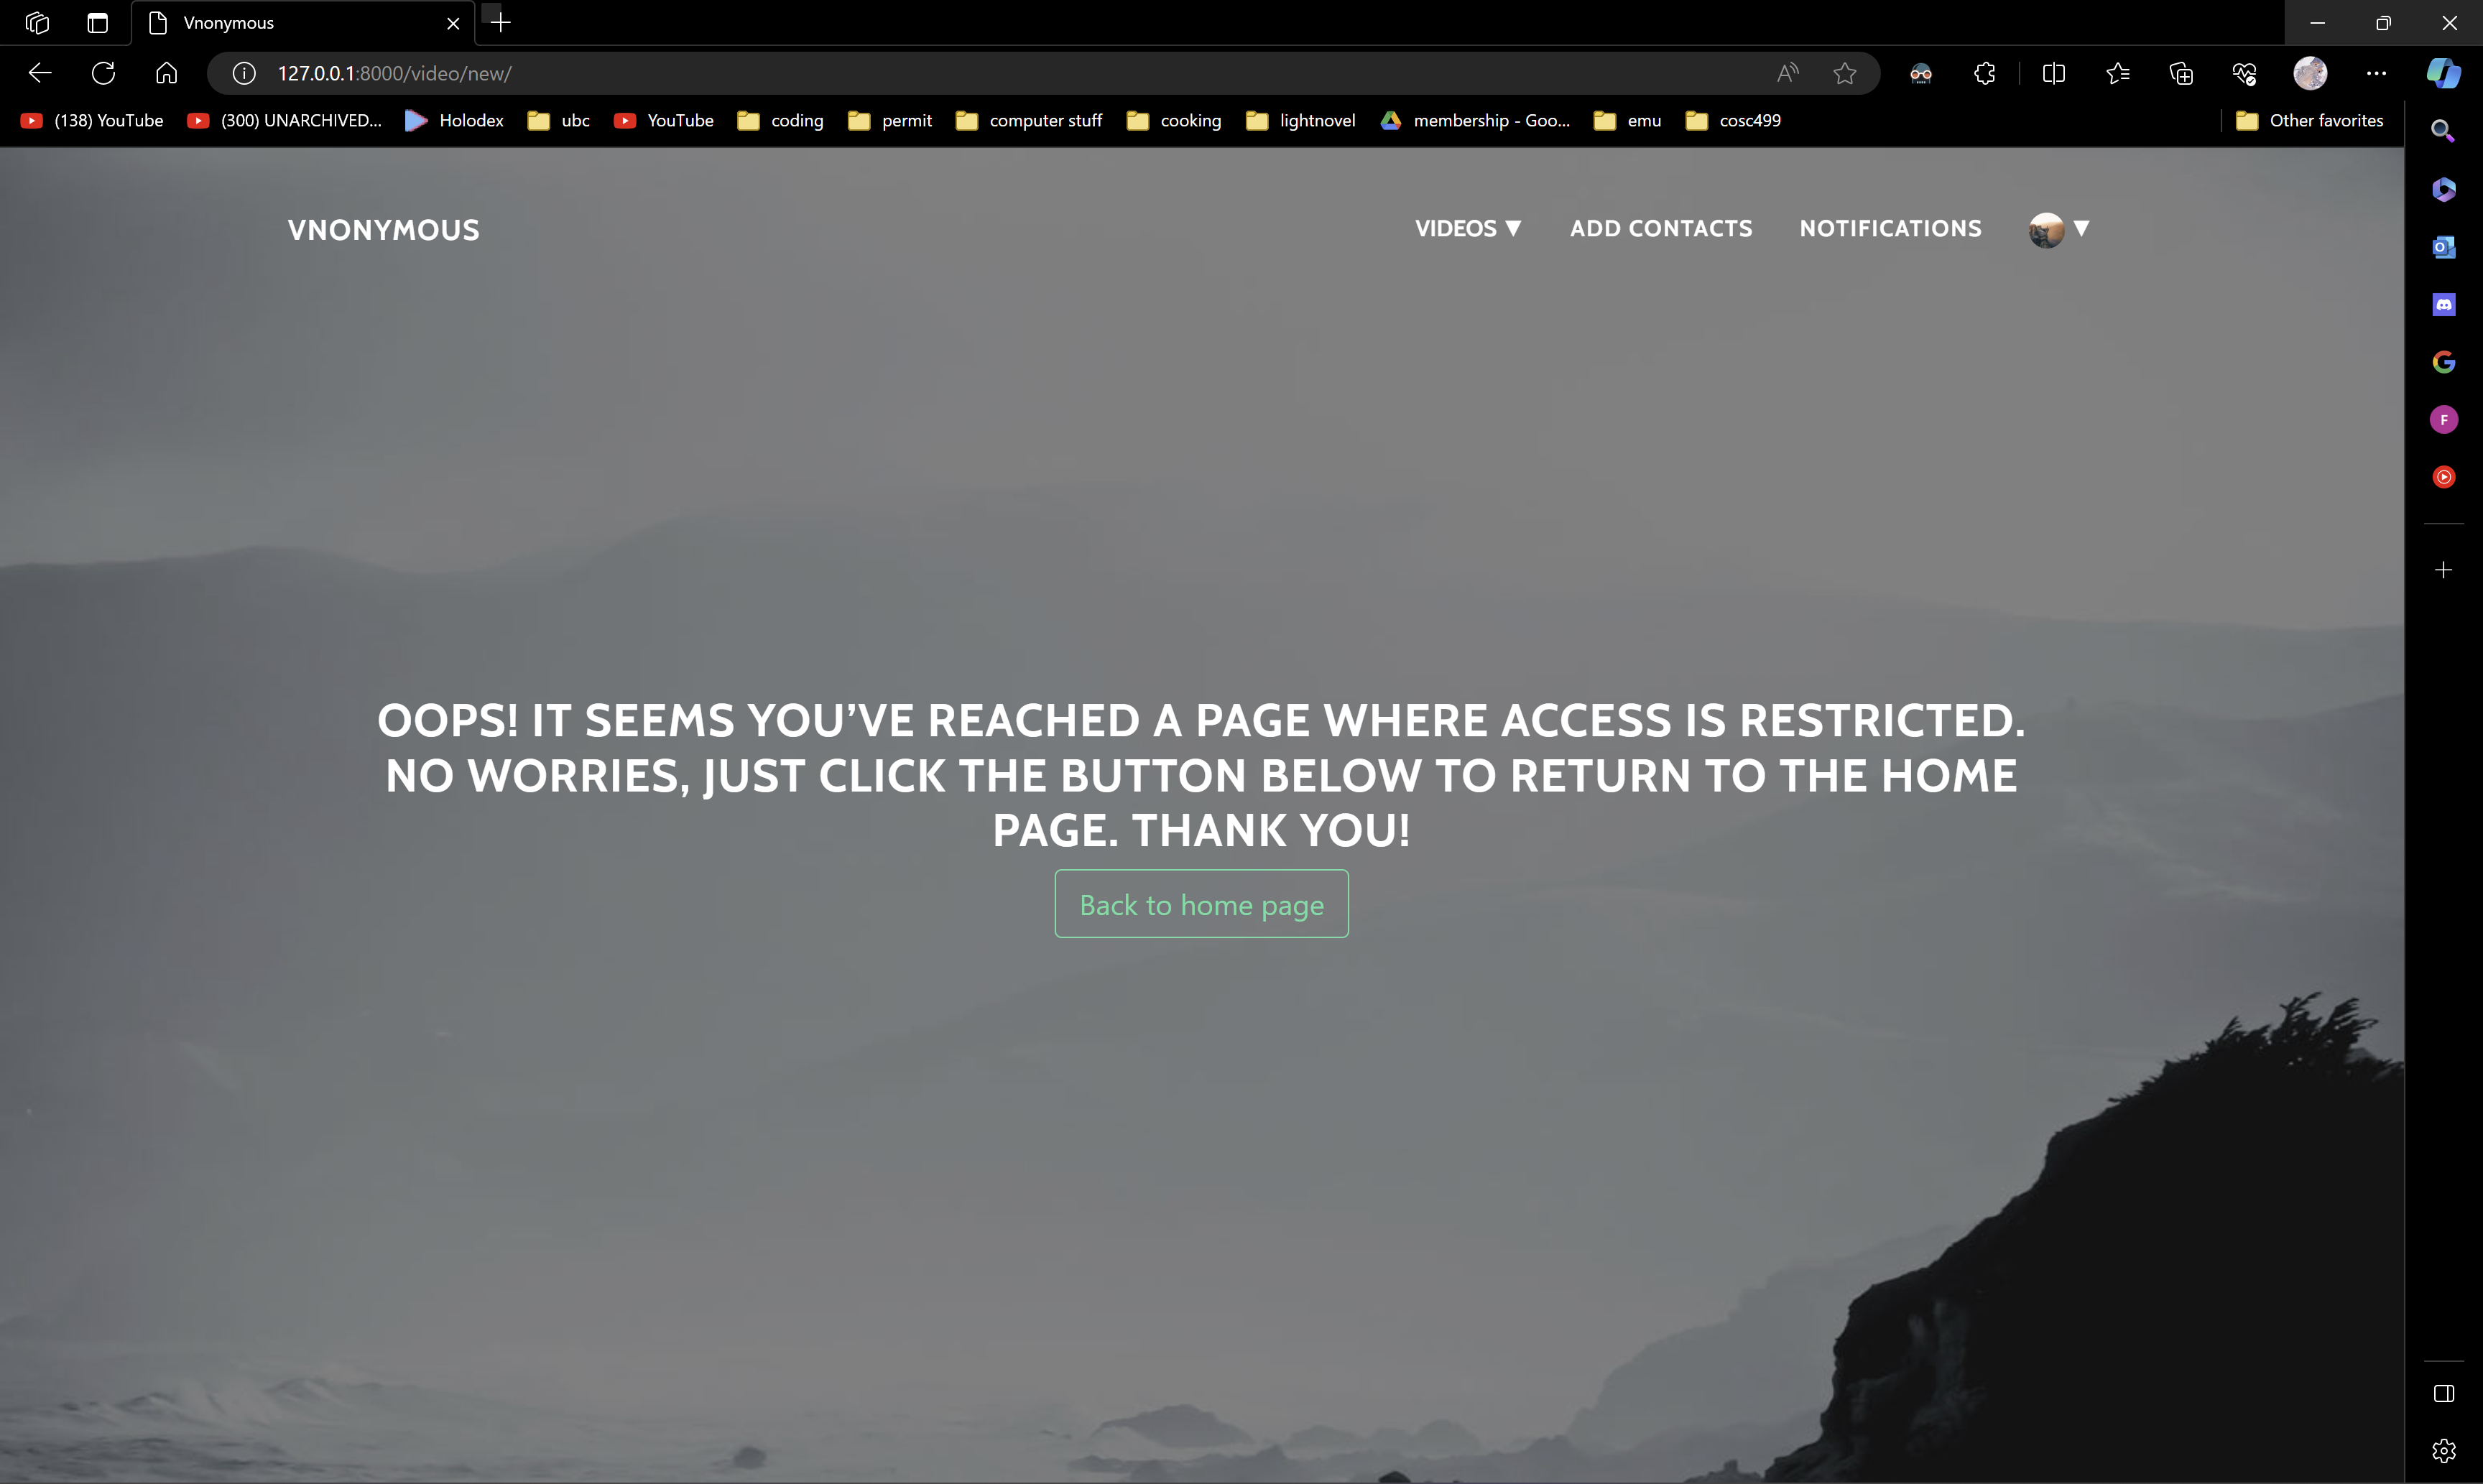 Vnonymous
127.0.0.1:8000/video/new/
(138) YouTube (300) UNARCHIVED... Holodex ubc YouTube coding permit computer stuff cooking lightnovel membership - Goo... emu cosc499 Other favorites
VNONYMOUS VIDEOS ▼ ADD CONTACTS NOTIFICATIONS ▼
OOPS! IT SEEMS YOU’VE REACHED A PAGE WHERE ACCESS IS RESTRICTED.
NO WORRIES, JUST CLICK THE BUTTON BELOW TO RETURN TO THE HOME
PAGE. THANK YOU!
Back to home page
F